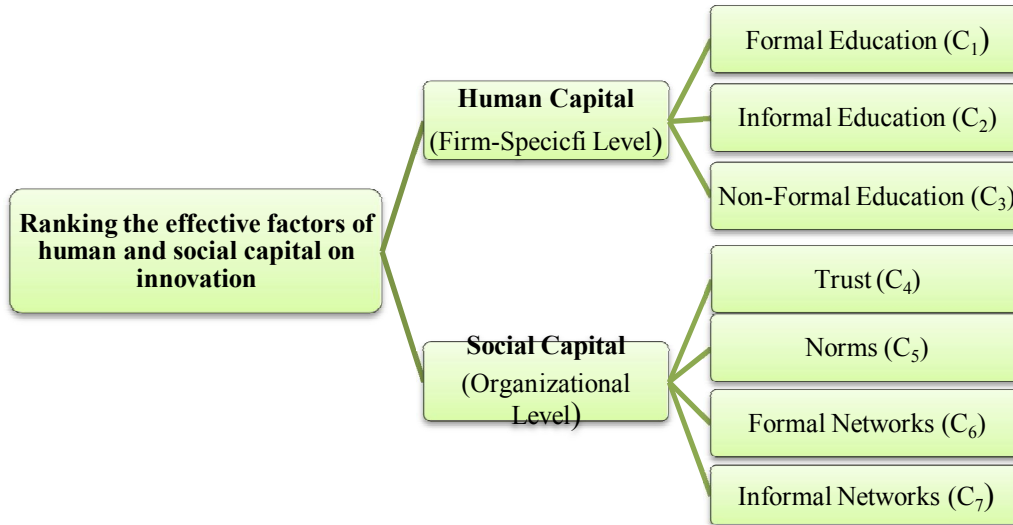 Ranking the effective factors of
human and social capital on
innovation
Human Capital
(Firm-Specicfi Level)
Formal Education (C₁)
Informal Education (C₂)
Non-Formal Education (C₃)
Social Capital
(Organizational
Level)
Trust (C₄)
Norms (C₅)
Formal Networks (C₆)
Informal Networks (C₇)